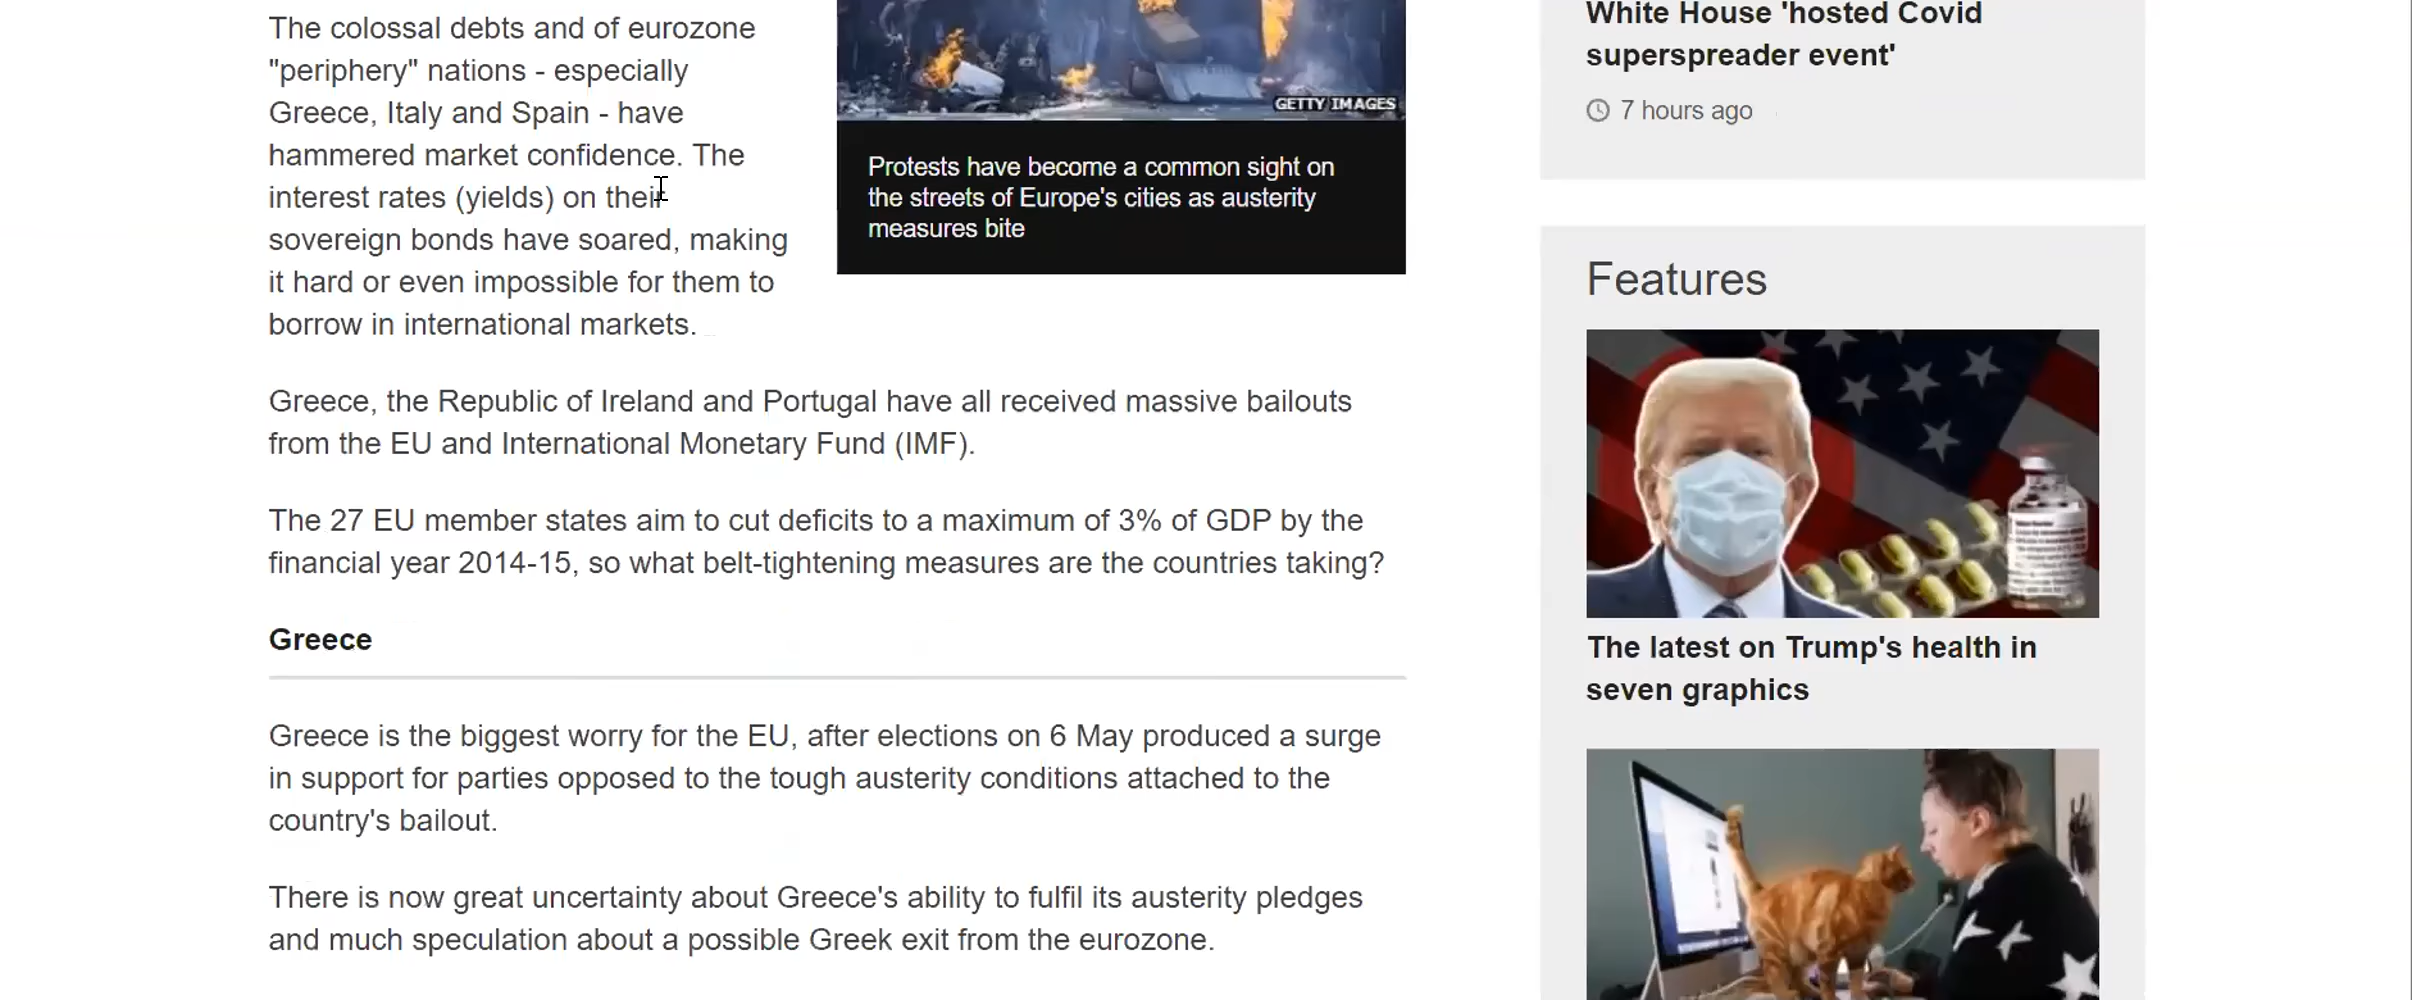 The colossal debts and of eurozone
"periphery" nations - especially
Greece, Italy and Spain - have
hammered market confidence. The
interest rates (yields) on their
sovereign bonds have soared, making
it hard or even impossible for them to
borrow in international markets.
GETTY IMAGES
Protests have become a common sight on
the streets of Europe's cities as austerity
measures bite
Greece, the Republic of Ireland and Portugal have all received massive bailouts
from the EU and International Monetary Fund (IMF).
The 27 EU member states aim to cut deficits to a maximum of 3% of GDP by the
financial year 2014-15, so what belt-tightening measures are the countries taking?
Greece
Greece is the biggest worry for the EU, after elections on 6 May produced a surge
in support for parties opposed to the tough austerity conditions attached to the
country's bailout.
There is now great uncertainty about Greece's ability to fulfil its austerity pledges
and much speculation about a possible Greek exit from the eurozone.
White House 'hosted Covid
superspreader event'
7 hours ago
Features
The latest on Trump's health in
seven graphics